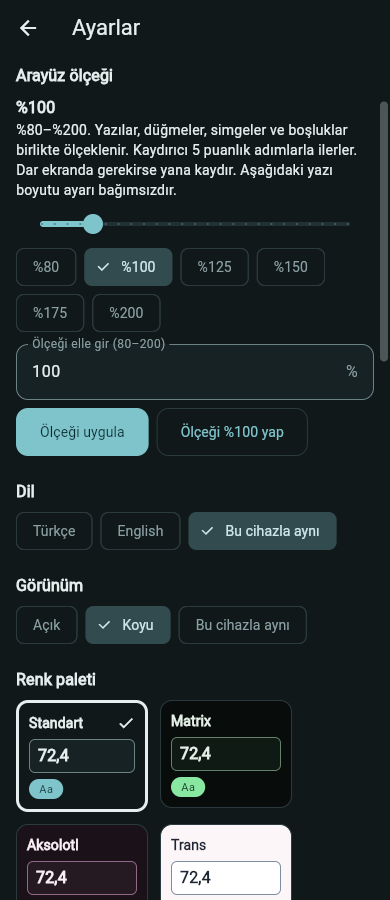 Ayarlar
Arayüz ölçeği
%100
%80–%200. Yazılar, düğmeler, simgeler ve boşluklar
birlikte ölçeklenir. Kaydırıcı 5 puanlık adımlarla ilerler.
Dar ekranda gerekirse yana kaydır. Aşağıdaki yazı
boyutu ayarı bağımsızdır.
%80 %100 %125 %150
%175 %200
Ölçeği elle gir (80–200)
100 %
Ölçeği uygula Ölçeği %100 yap
Dil
Türkçe English Bu cihazla aynı
Görünüm
Açık Koyu Bu cihazla aynı
Renk paleti
Standart Matrix
72,4 72,4
Aa Aa
Aksolotl Trans
72,4 72,4